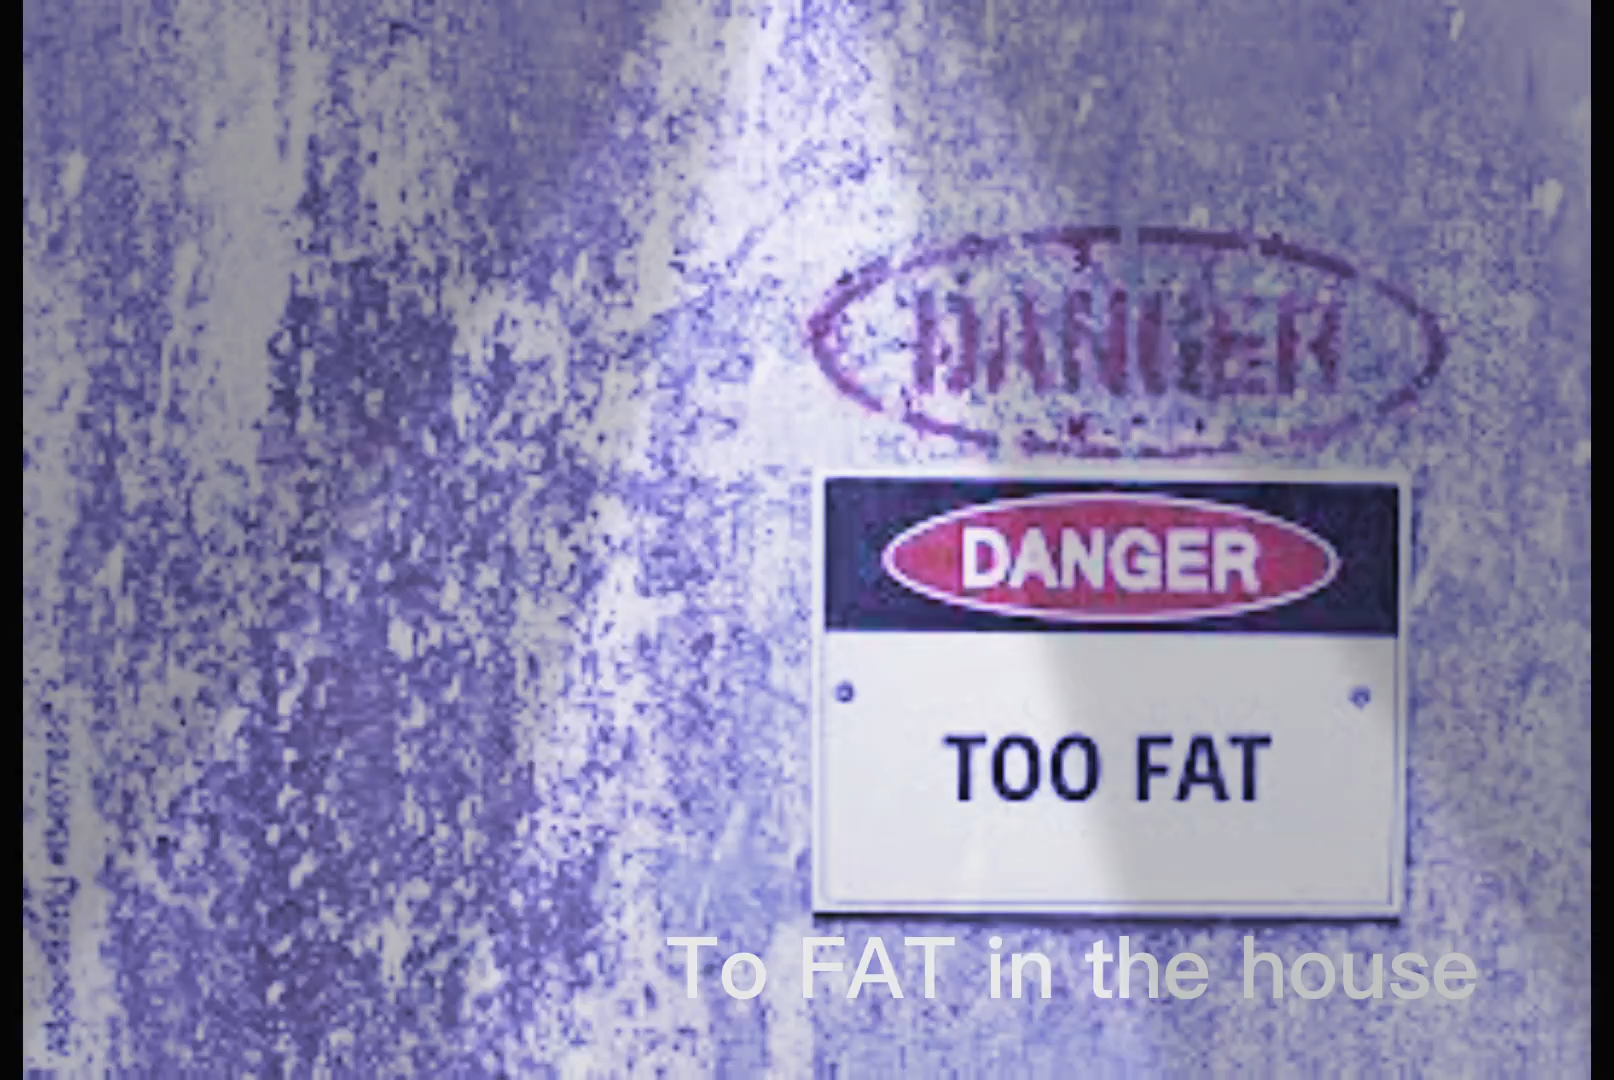 DANGER
DANGER
TOO FAT
To FAT in the house